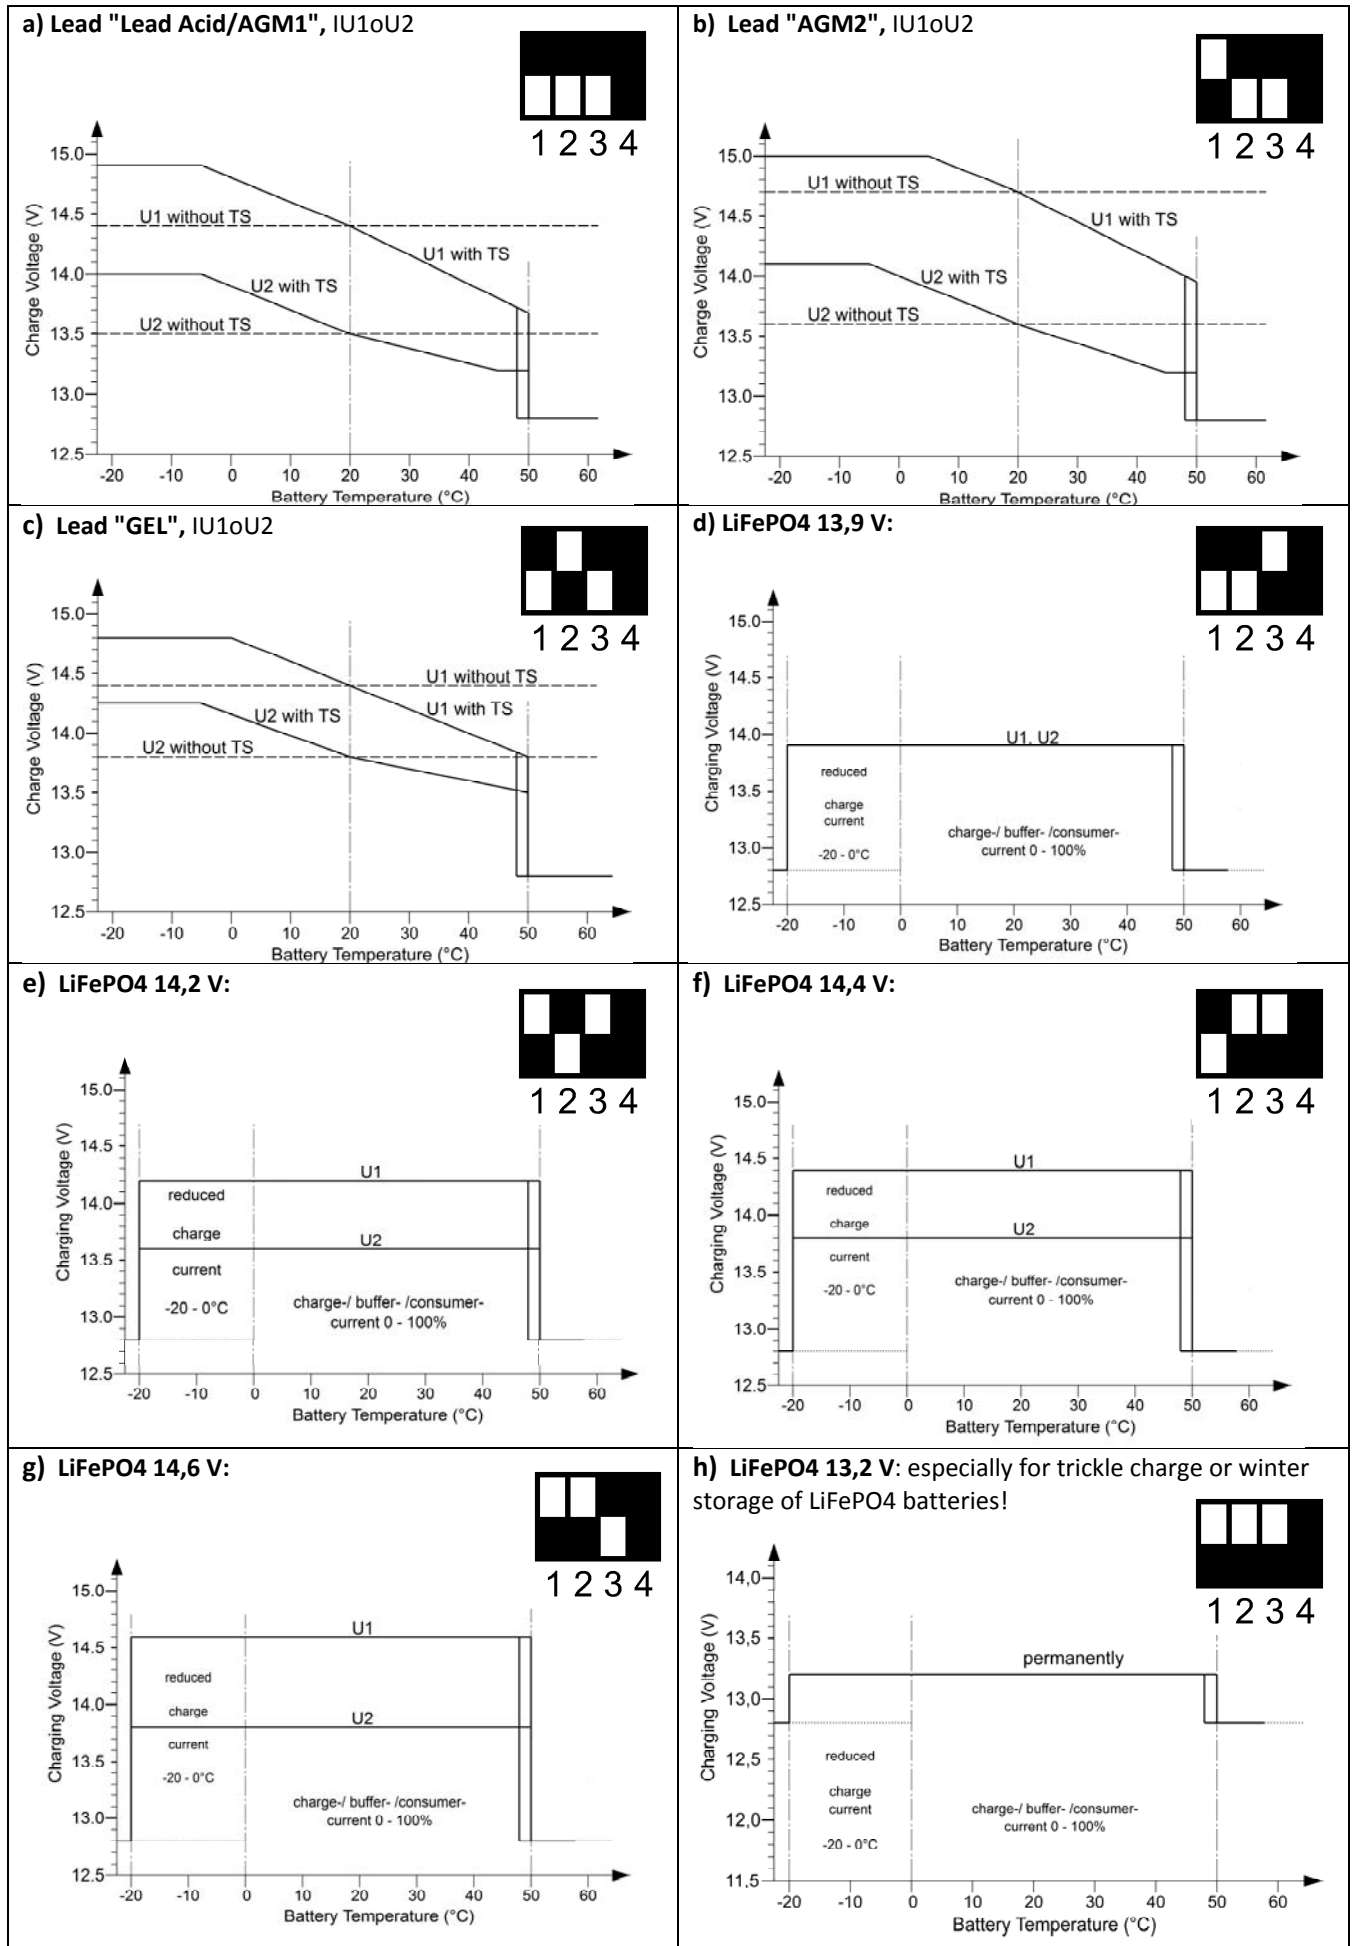 a) Lead "Lead Acid/AGM1", IU1oU2
1 2 3 4
15.0
14.5
14.0
13.5
13.0
12.5
Charge Voltage (V)
U1 without TS
U1 with TS
U2 with TS
U2 without TS
-20 -10 0 10 20 30 40 50 60
Battery Temperature (°C)
b) Lead "AGM2", IU1oU2
1 2 3 4
15.0
14.5
14.0
13.5
13.0
12.5
Charge Voltage (V)
U1 without TS
U1 with TS
U2 with TS
U2 without TS
-20 -10 0 10 20 30 40 50 60
Battery Temperature (°C)
c) Lead "GEL", IU1oU2
1 2 3 4
15.0
14.5
14.0
13.5
13.0
12.5
Charge Voltage (V)
U1 without TS
U2 with TS
U1 with TS
U2 without TS
-20 -10 0 10 20 30 40 50 60
Battery Temperature (°C)
d) LiFePO4 13,9 V:
1 2 3 4
15.0
14.5
14.0
13.5
13.0
12.5
Charging Voltage (V)
U1. U2
reduced
charge
current
-20 - 0°C
charge-/ buffer- /consumer-
current 0 - 100%
-20 -10 0 10 20 30 40 50 60
Battery Temperature (°C)
e) LiFePO4 14,2 V:
1 2 3 4
15.0
14.5
14.0
13.5
13.0
12.5
Charging Voltage (V)
U1
reduced
charge
U2
current
-20 - 0°C
charge-/ buffer- /consumer-
current 0 - 100%
-20 -10 0 10 20 30 40 50 60
Battery Temperature (°C)
f) LiFePO4 14,4 V:
1 2 3 4
15.0
14.5
14.0
13.5
13.0
12.5
Charging Voltage (V)
U1
reduced
charge
U2
current
-20 - 0°C
charge-/ buffer- /consumer-
current 0 - 100%
-20 -10 0 10 20 30 40 50 60
Battery Temperature (°C)
g) LiFePO4 14,6 V:
1 2 3 4
15.0
14.5
14.0
13.5
13.0
12.5
Charging Voltage (V)
U1
reduced
charge
U2
current
-20 - 0°C
charge-/ buffer- /consumer-
current 0 - 100%
-20 -10 0 10 20 30 40 50 60
Battery Temperature (°C)
h) LiFePO4 13,2 V: especially for trickle charge or winter
storage of LiFePO4 batteries!
1 2 3 4
14,0
13,5
13,0
12,5
12,0
11.5
Charging Voltage (V)
permanently
reduced
charge
current
-20 - 0°C
charge-/ buffer- /consumer-
current 0 - 100%
-20 -10 0 10 20 30 40 50 60
Battery Temperature (°C)